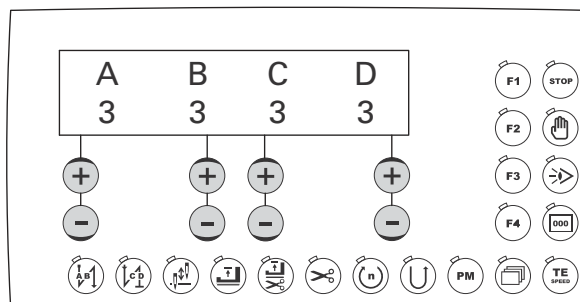 A B C D
3 3 3 3
F1 STOP
F2
F3
F4 000
+ + + +
- - - -
A B C D n PM TE
SPEED